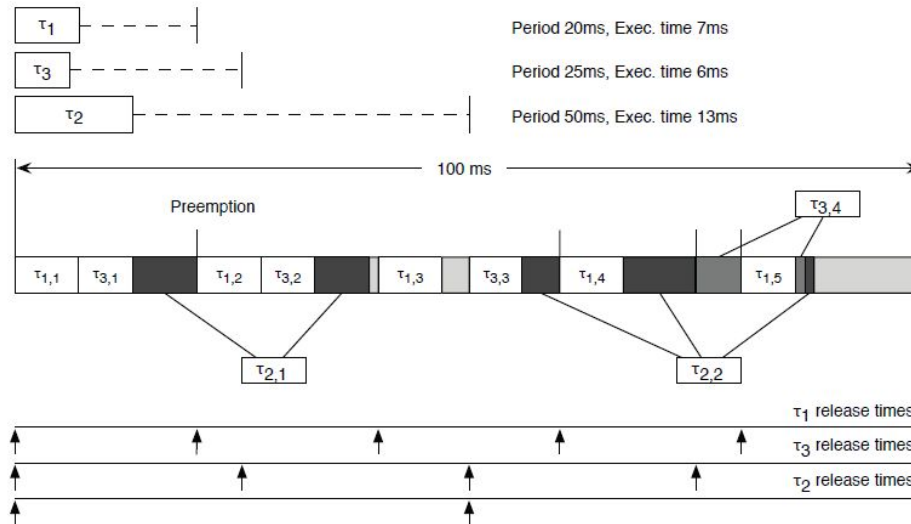 τ1 Period 20ms, Exec. time 7ms
τ3 Period 25ms, Exec. time 6ms
τ2 Period 50ms, Exec. time 13ms
100 ms
Preemption
τ3,4
τ1,1 τ3,1 τ1,2 τ3,2 τ1,3 τ3,3 τ1,4 τ1,5
τ2,1 τ2,2
τ1 release times
τ3 release times
τ2 release times